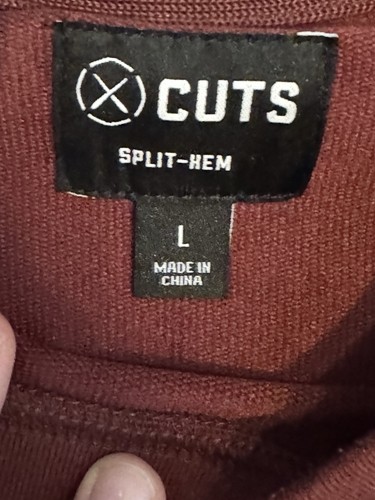 CUTS
SPLIT-HEM
L
MADE IN
CHINA